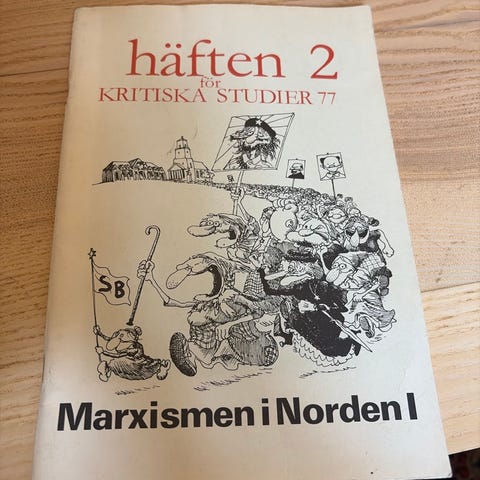 häften 2
för
KRITISKA STUDIER 77
SB
Marxismen i Norden I